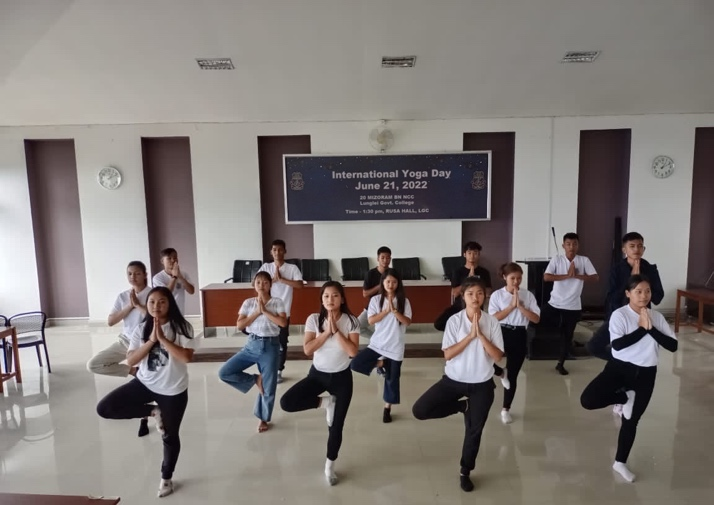 International Yoga Day
June 21, 2022
20 MIZORAM BN NCC
Lunglei Govt. College
Time - 1:30 pm, RUSA HALL, LGC